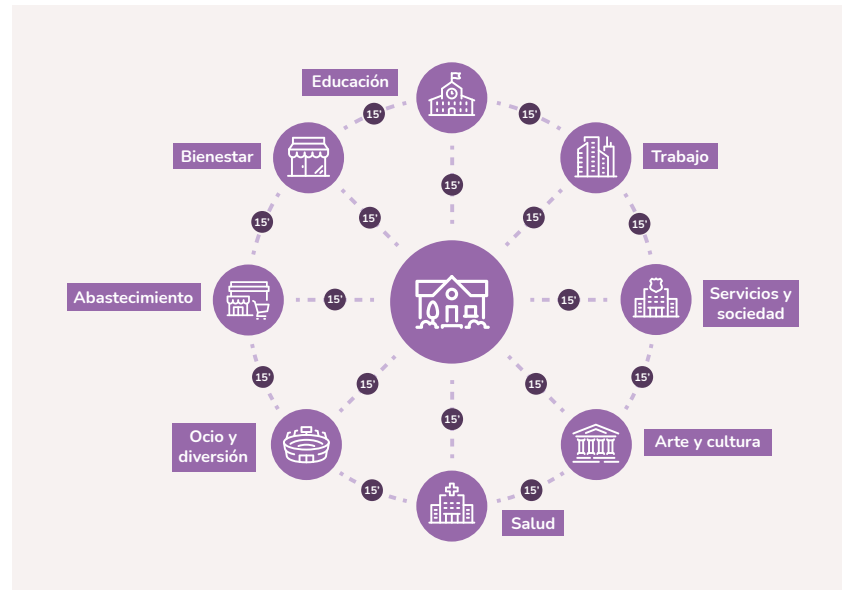 Educación
15'
15'
Bienestar
Trabajo
15'
15'
15'
15'
15'
Abastecimiento
15'
15'
Servicios y
sociedad
15'
15'
15'
15'
15'
Ocio y
diversión
Arte y cultura
15'
15'
Salud